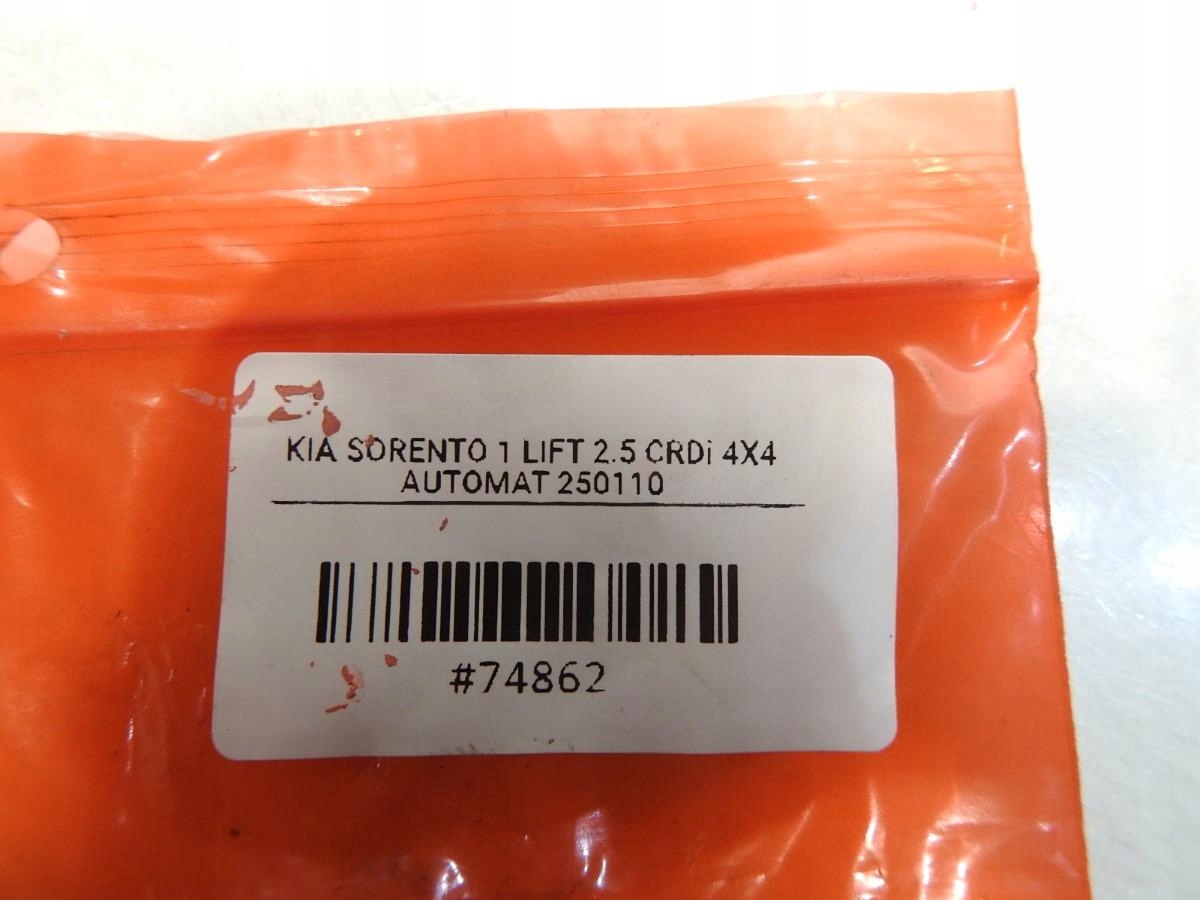 KIA SORENTO 1 LIFT 2.5 CRDi 4X4
AUTOMAT 250110
#74862